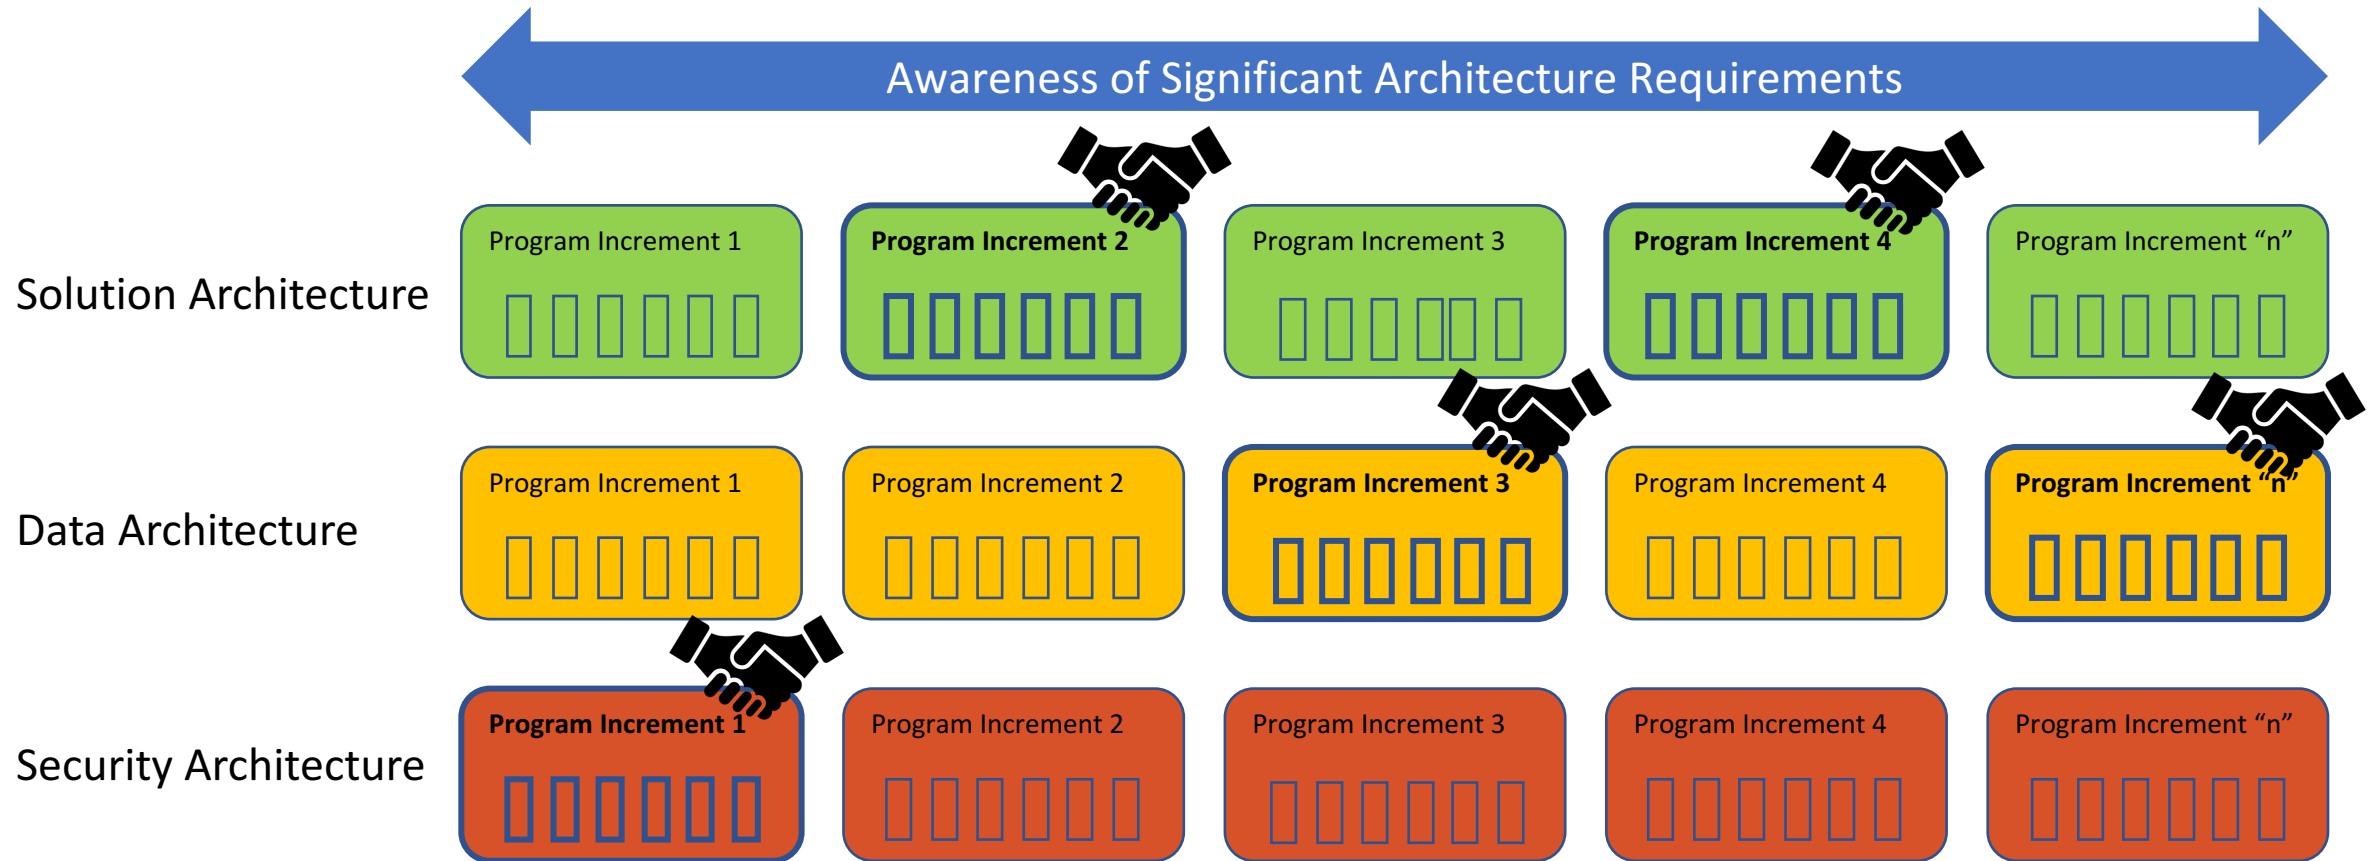 Awareness of Significant Architecture Requirements
Solution Architecture
Program Increment 1
Program Increment 2
Program Increment 3
Program Increment 4
Program Increment “n”
Data Architecture
Program Increment 1
Program Increment 2
Program Increment 3
Program Increment 4
Program Increment “n”
Security Architecture
Program Increment 1
Program Increment 2
Program Increment 3
Program Increment 4
Program Increment “n”